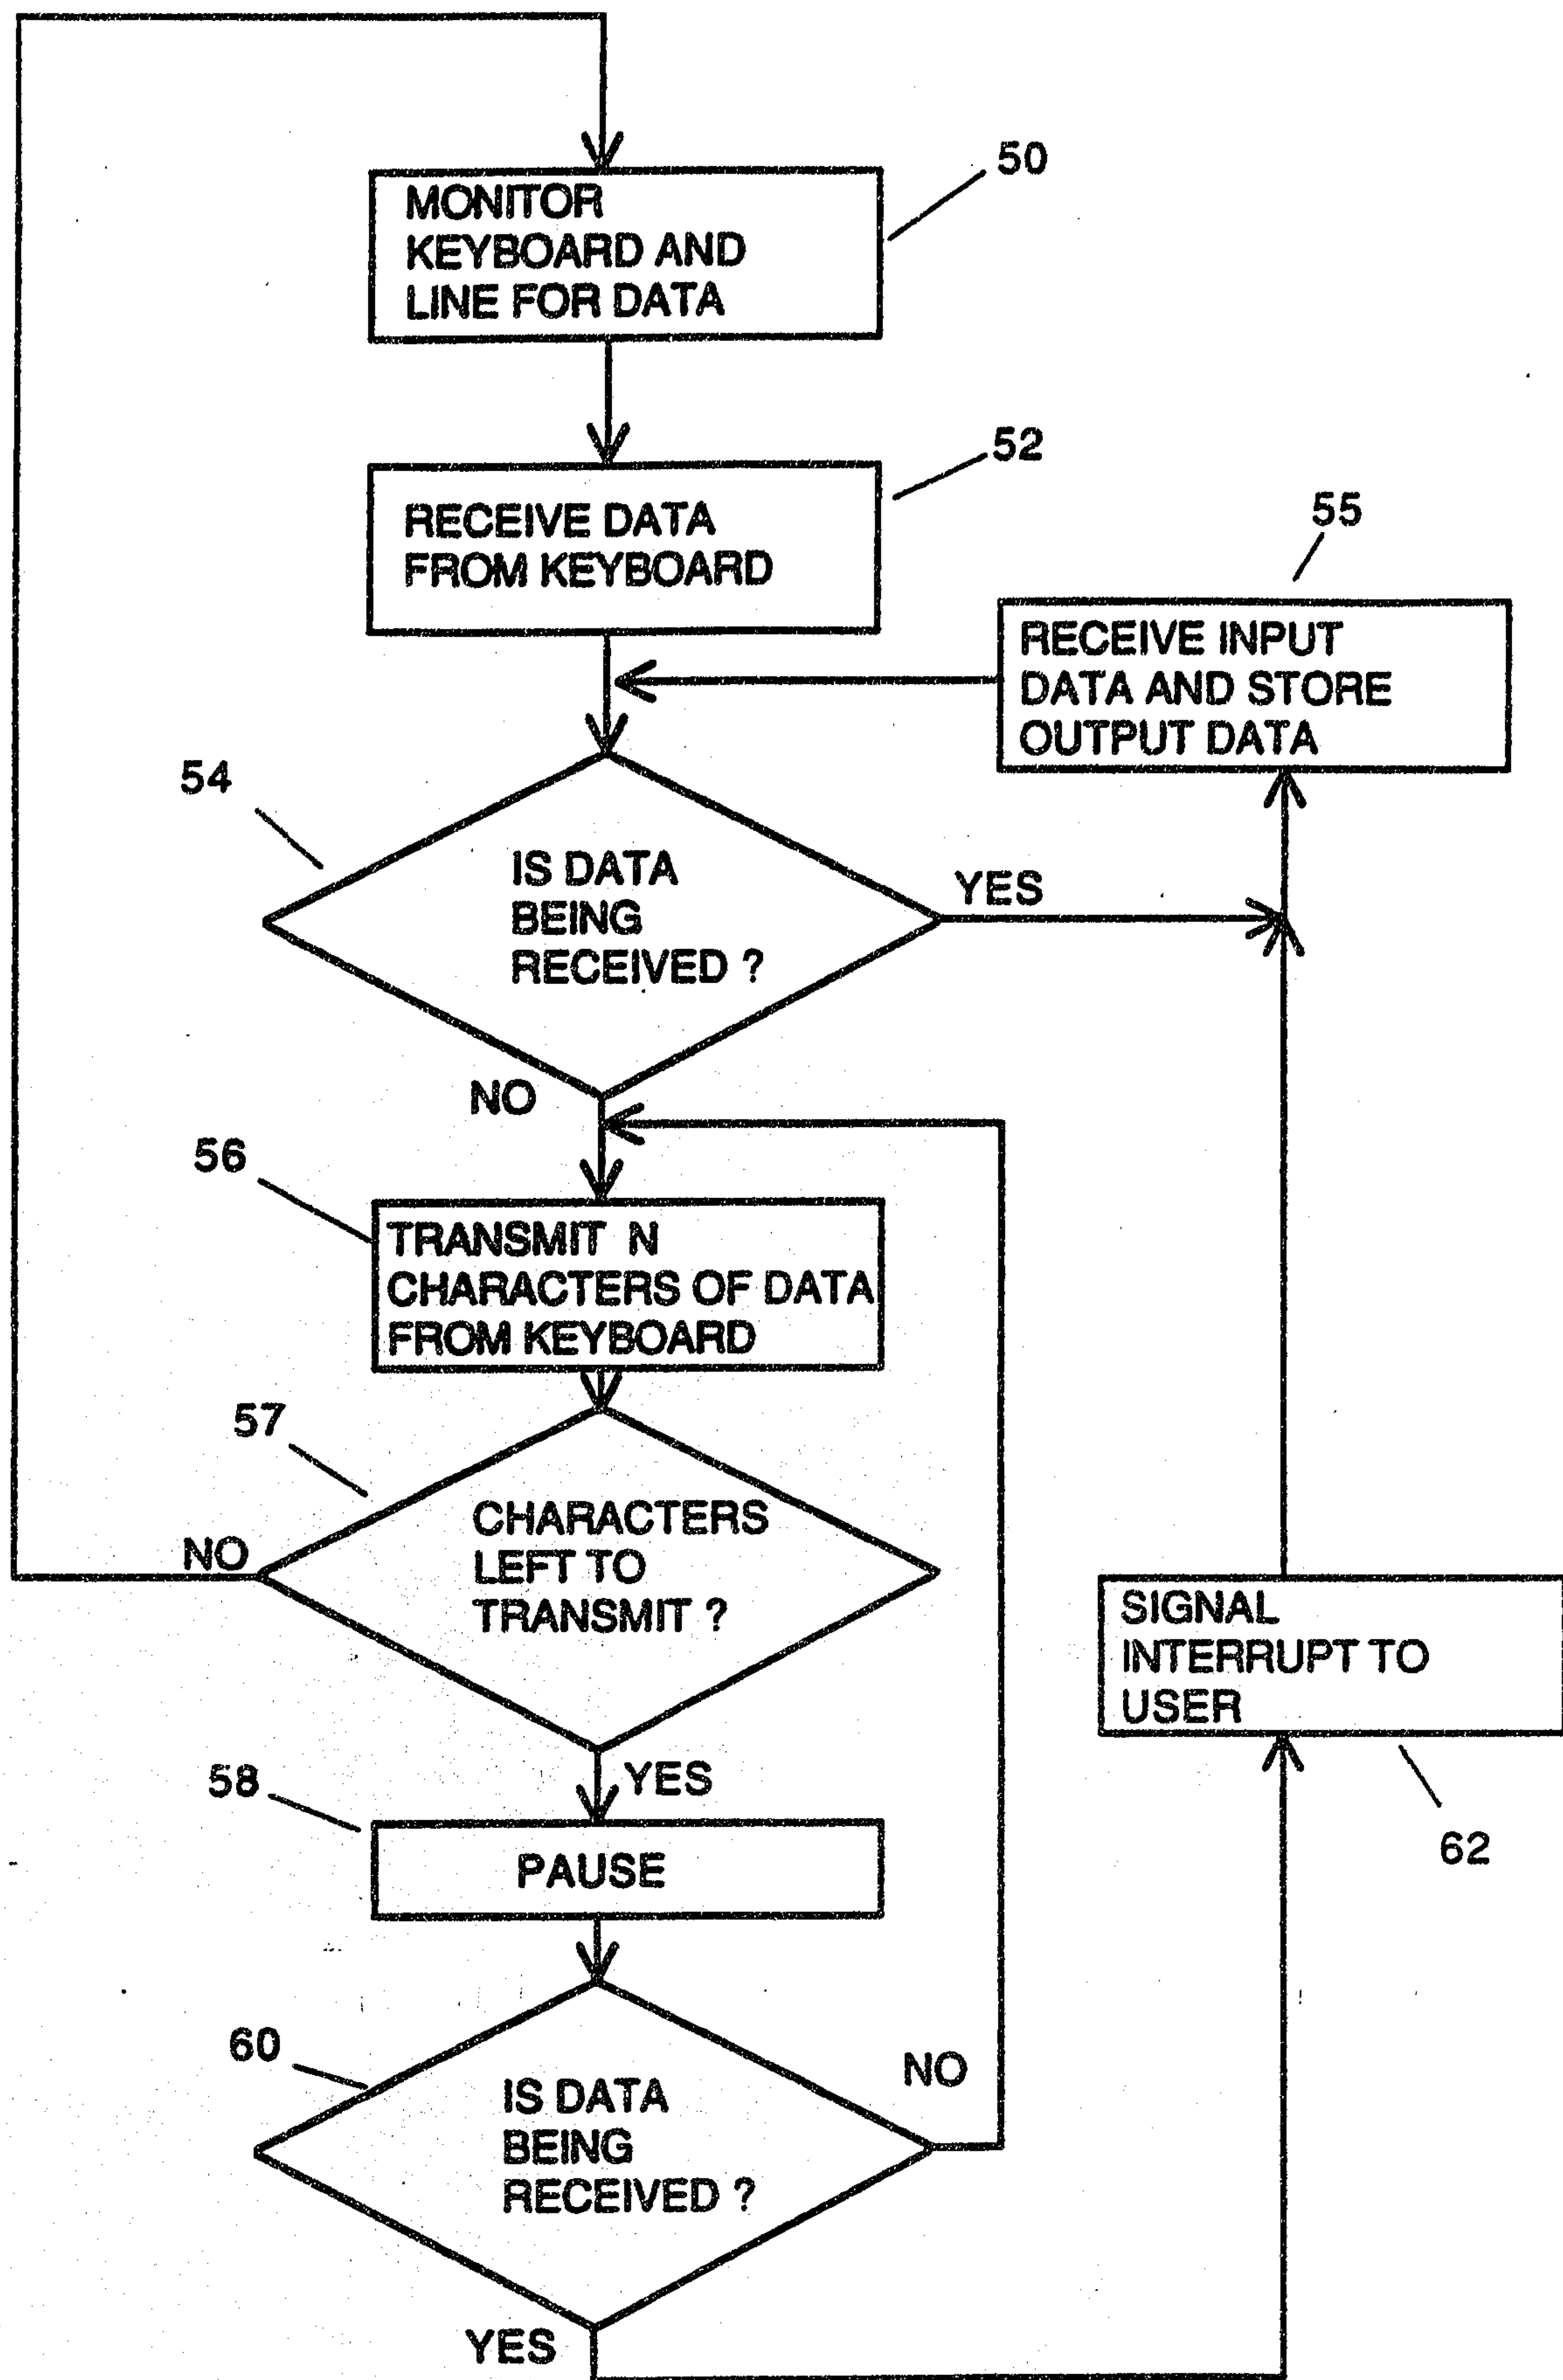 50
MONITOR
KEYBOARD AND
LINE FOR DATA
52
RECEIVE DATA
FROM KEYBOARD
55
RECEIVE INPUT
DATA AND STORE
OUTPUT DATA
54
IS DATA
BEING
RECEIVED ?
YES
NO
56
TRANSMIT N
CHARACTERS OF DATA
FROM KEYBOARD
57
CHARACTERS
LEFT TO
TRANSMIT ?
NO
YES
SIGNAL
INTERRUPT TO
USER
62
58
PAUSE
60
IS DATA
BEING
RECEIVED ?
NO
YES